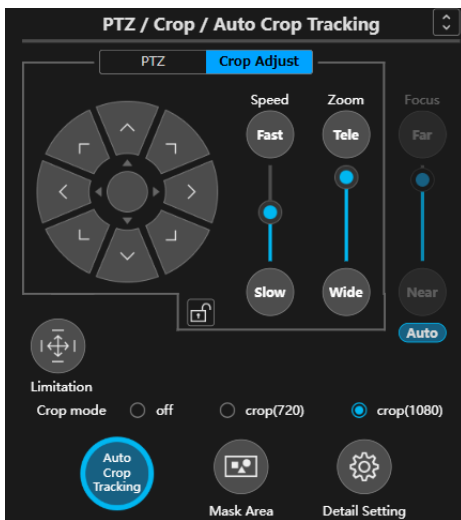 PTZ / Crop / Auto Crop Tracking
PTZ
Crop Adjust
Speed
Zoom
Focus
Fast
Tele
Far
Slow
Wide
Near
Auto
Limitation
Crop mode
off
crop(720)
crop(1080)
Auto
Crop
Tracking
Mask Area
Detail Setting